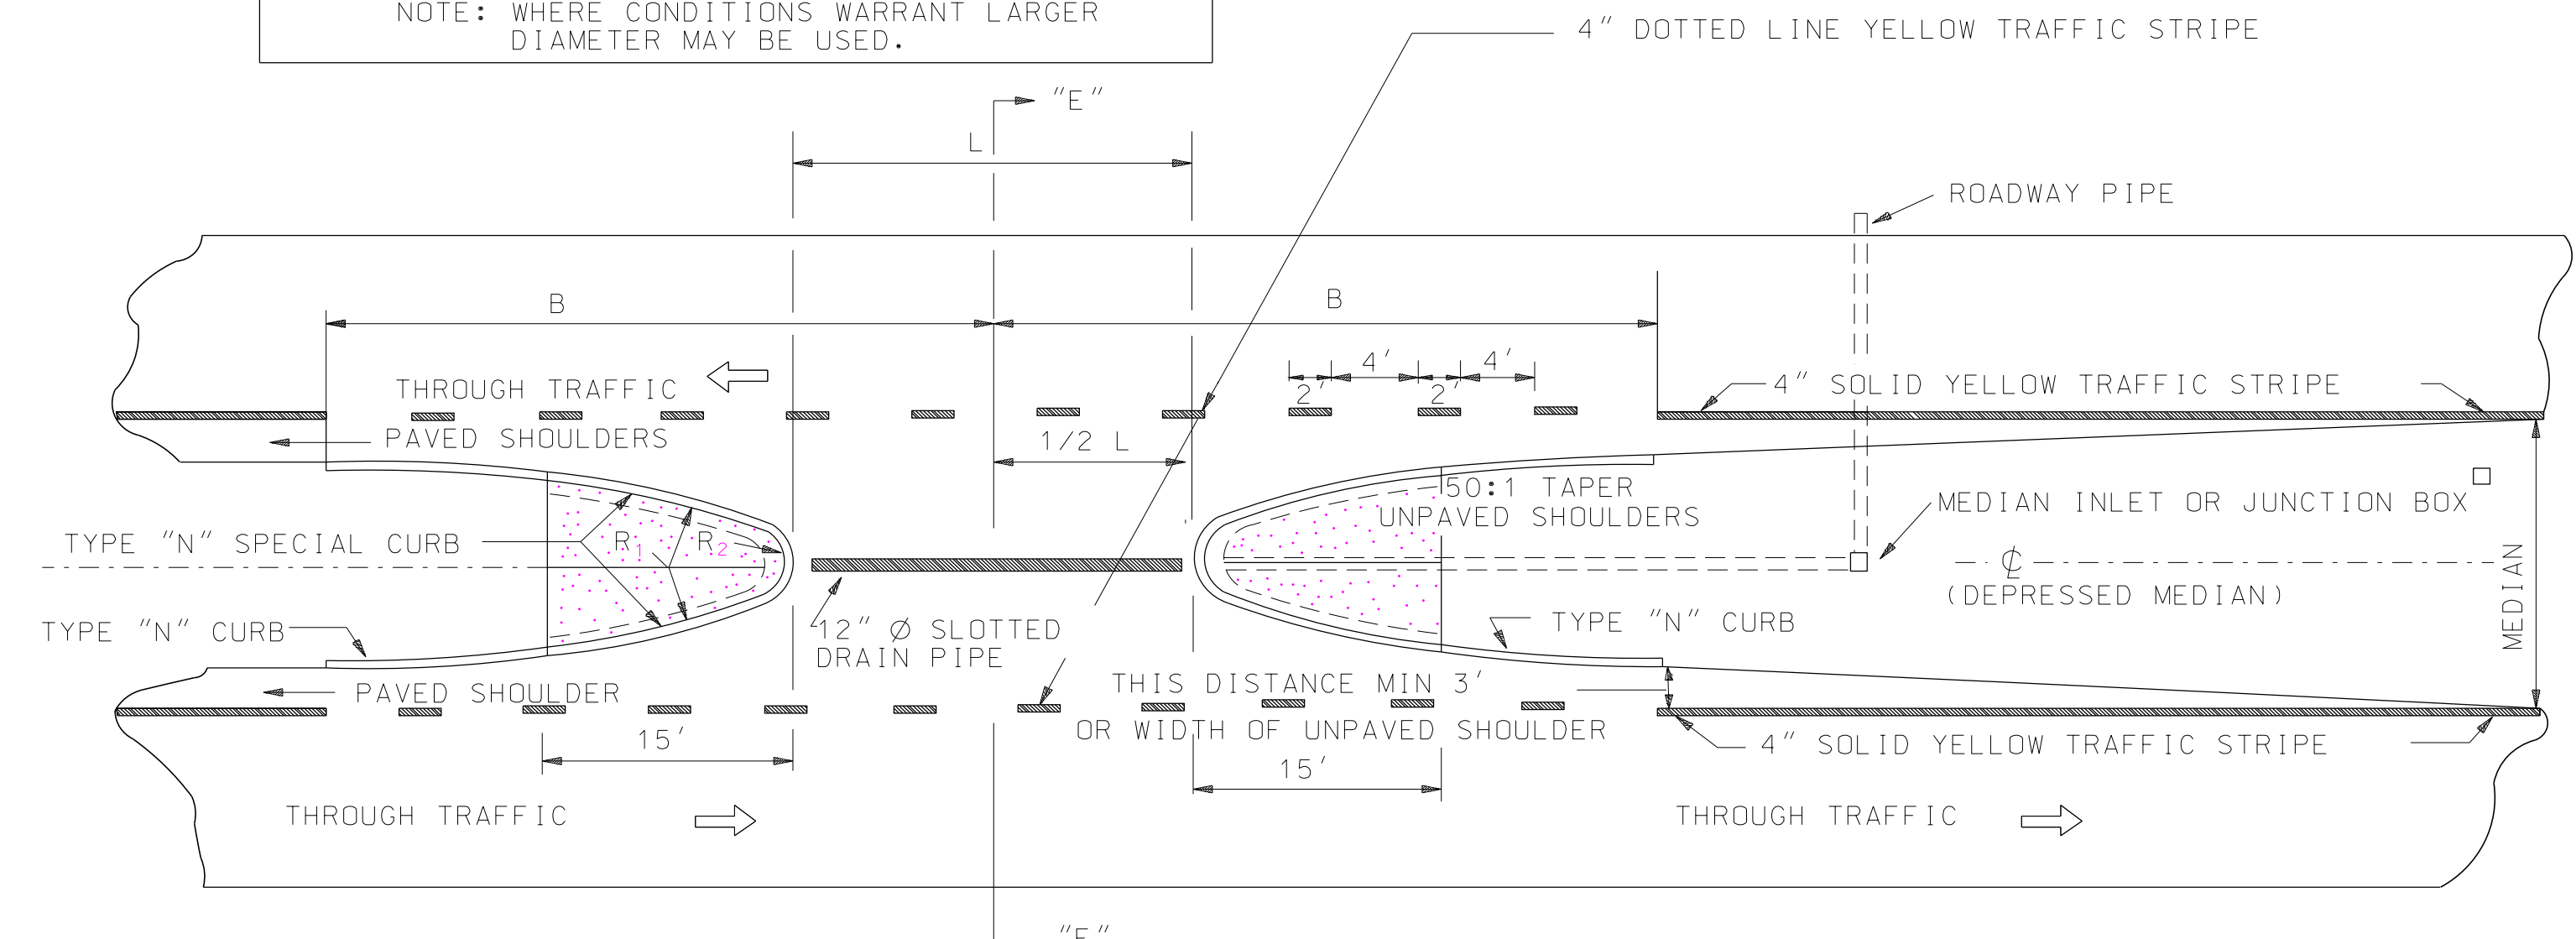 NOTE: WHERE CONDITIONS WARRANT LARGER
DIAMETER MAY BE USED.
4" DOTTED LINE YELLOW TRAFFIC STRIPE
"E"
L
ROADWAY PIPE
B
B
4'
4'
2'
2'
THROUGH TRAFFIC
4" SOLID YELLOW TRAFFIC STRIPE
PAVED SHOULDERS
1/2 L
50:1 TAPER
UNPAVED SHOULDERS
MEDIAN INLET OR JUNCTION BOX
TYPE "N" SPECIAL CURB
R1
R2
℄
(DEPRESSED MEDIAN)
MEDIAN
TYPE "N" CURB
12" Ø SLOTTED
DRAIN PIPE
TYPE "N" CURB
PAVED SHOULDER
THIS DISTANCE MIN 3'
OR WIDTH OF UNPAVED SHOULDER
15'
4" SOLID YELLOW TRAFFIC STRIPE
15'
THROUGH TRAFFIC
THROUGH TRAFFIC
"E"